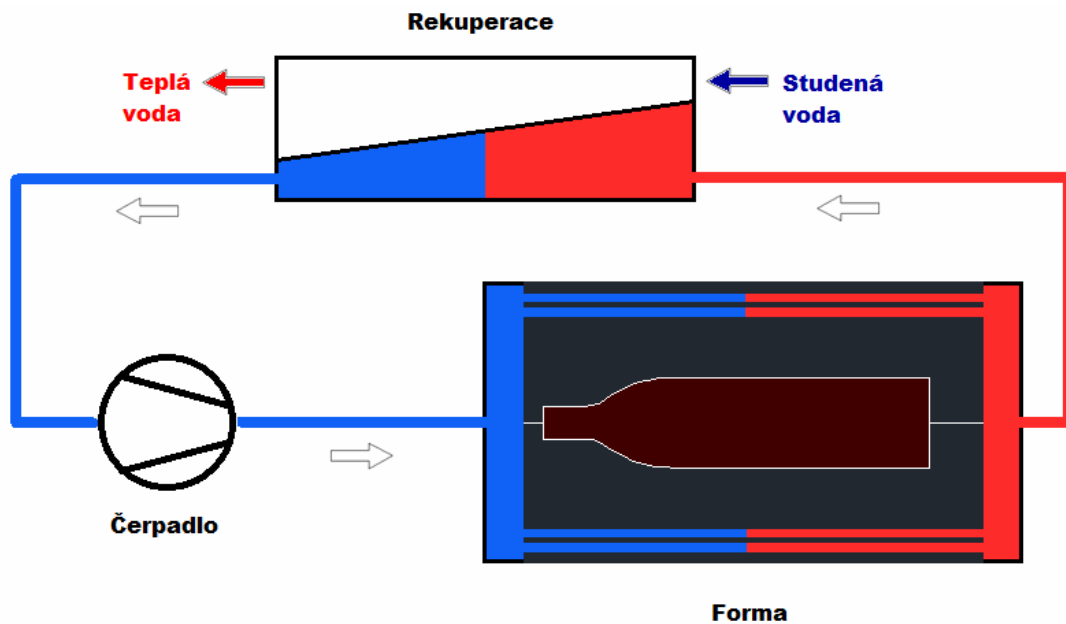 Rekuperace
Teplá
voda
Studená
voda
Čerpadlo
Forma